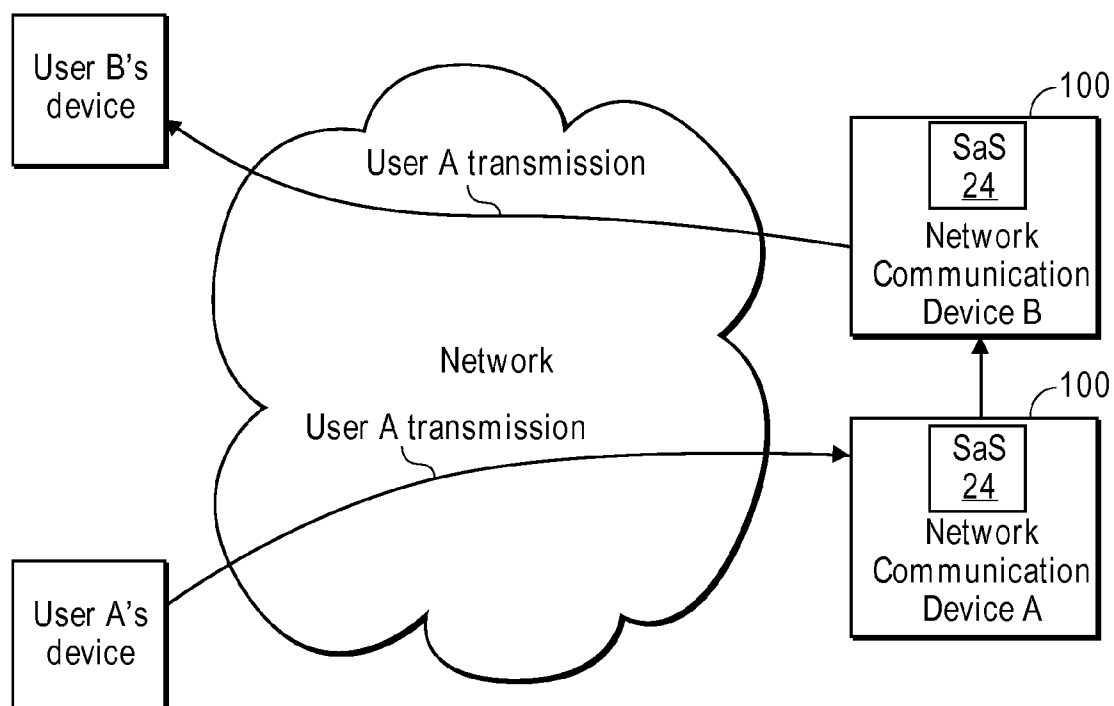 User B's
device
User A transmission
100
SaS
24
Network
Communication
Device B
Network
User A transmission
100
SaS
24
Network
Communication
Device A
User A's
device